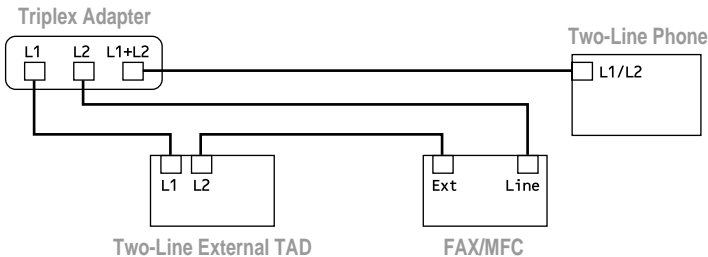 Triplex Adapter
Two-Line Phone
L1 L2 L1+L2
L1/L2
L1 L2
Ext Line
Two-Line External TAD
FAX/MFC